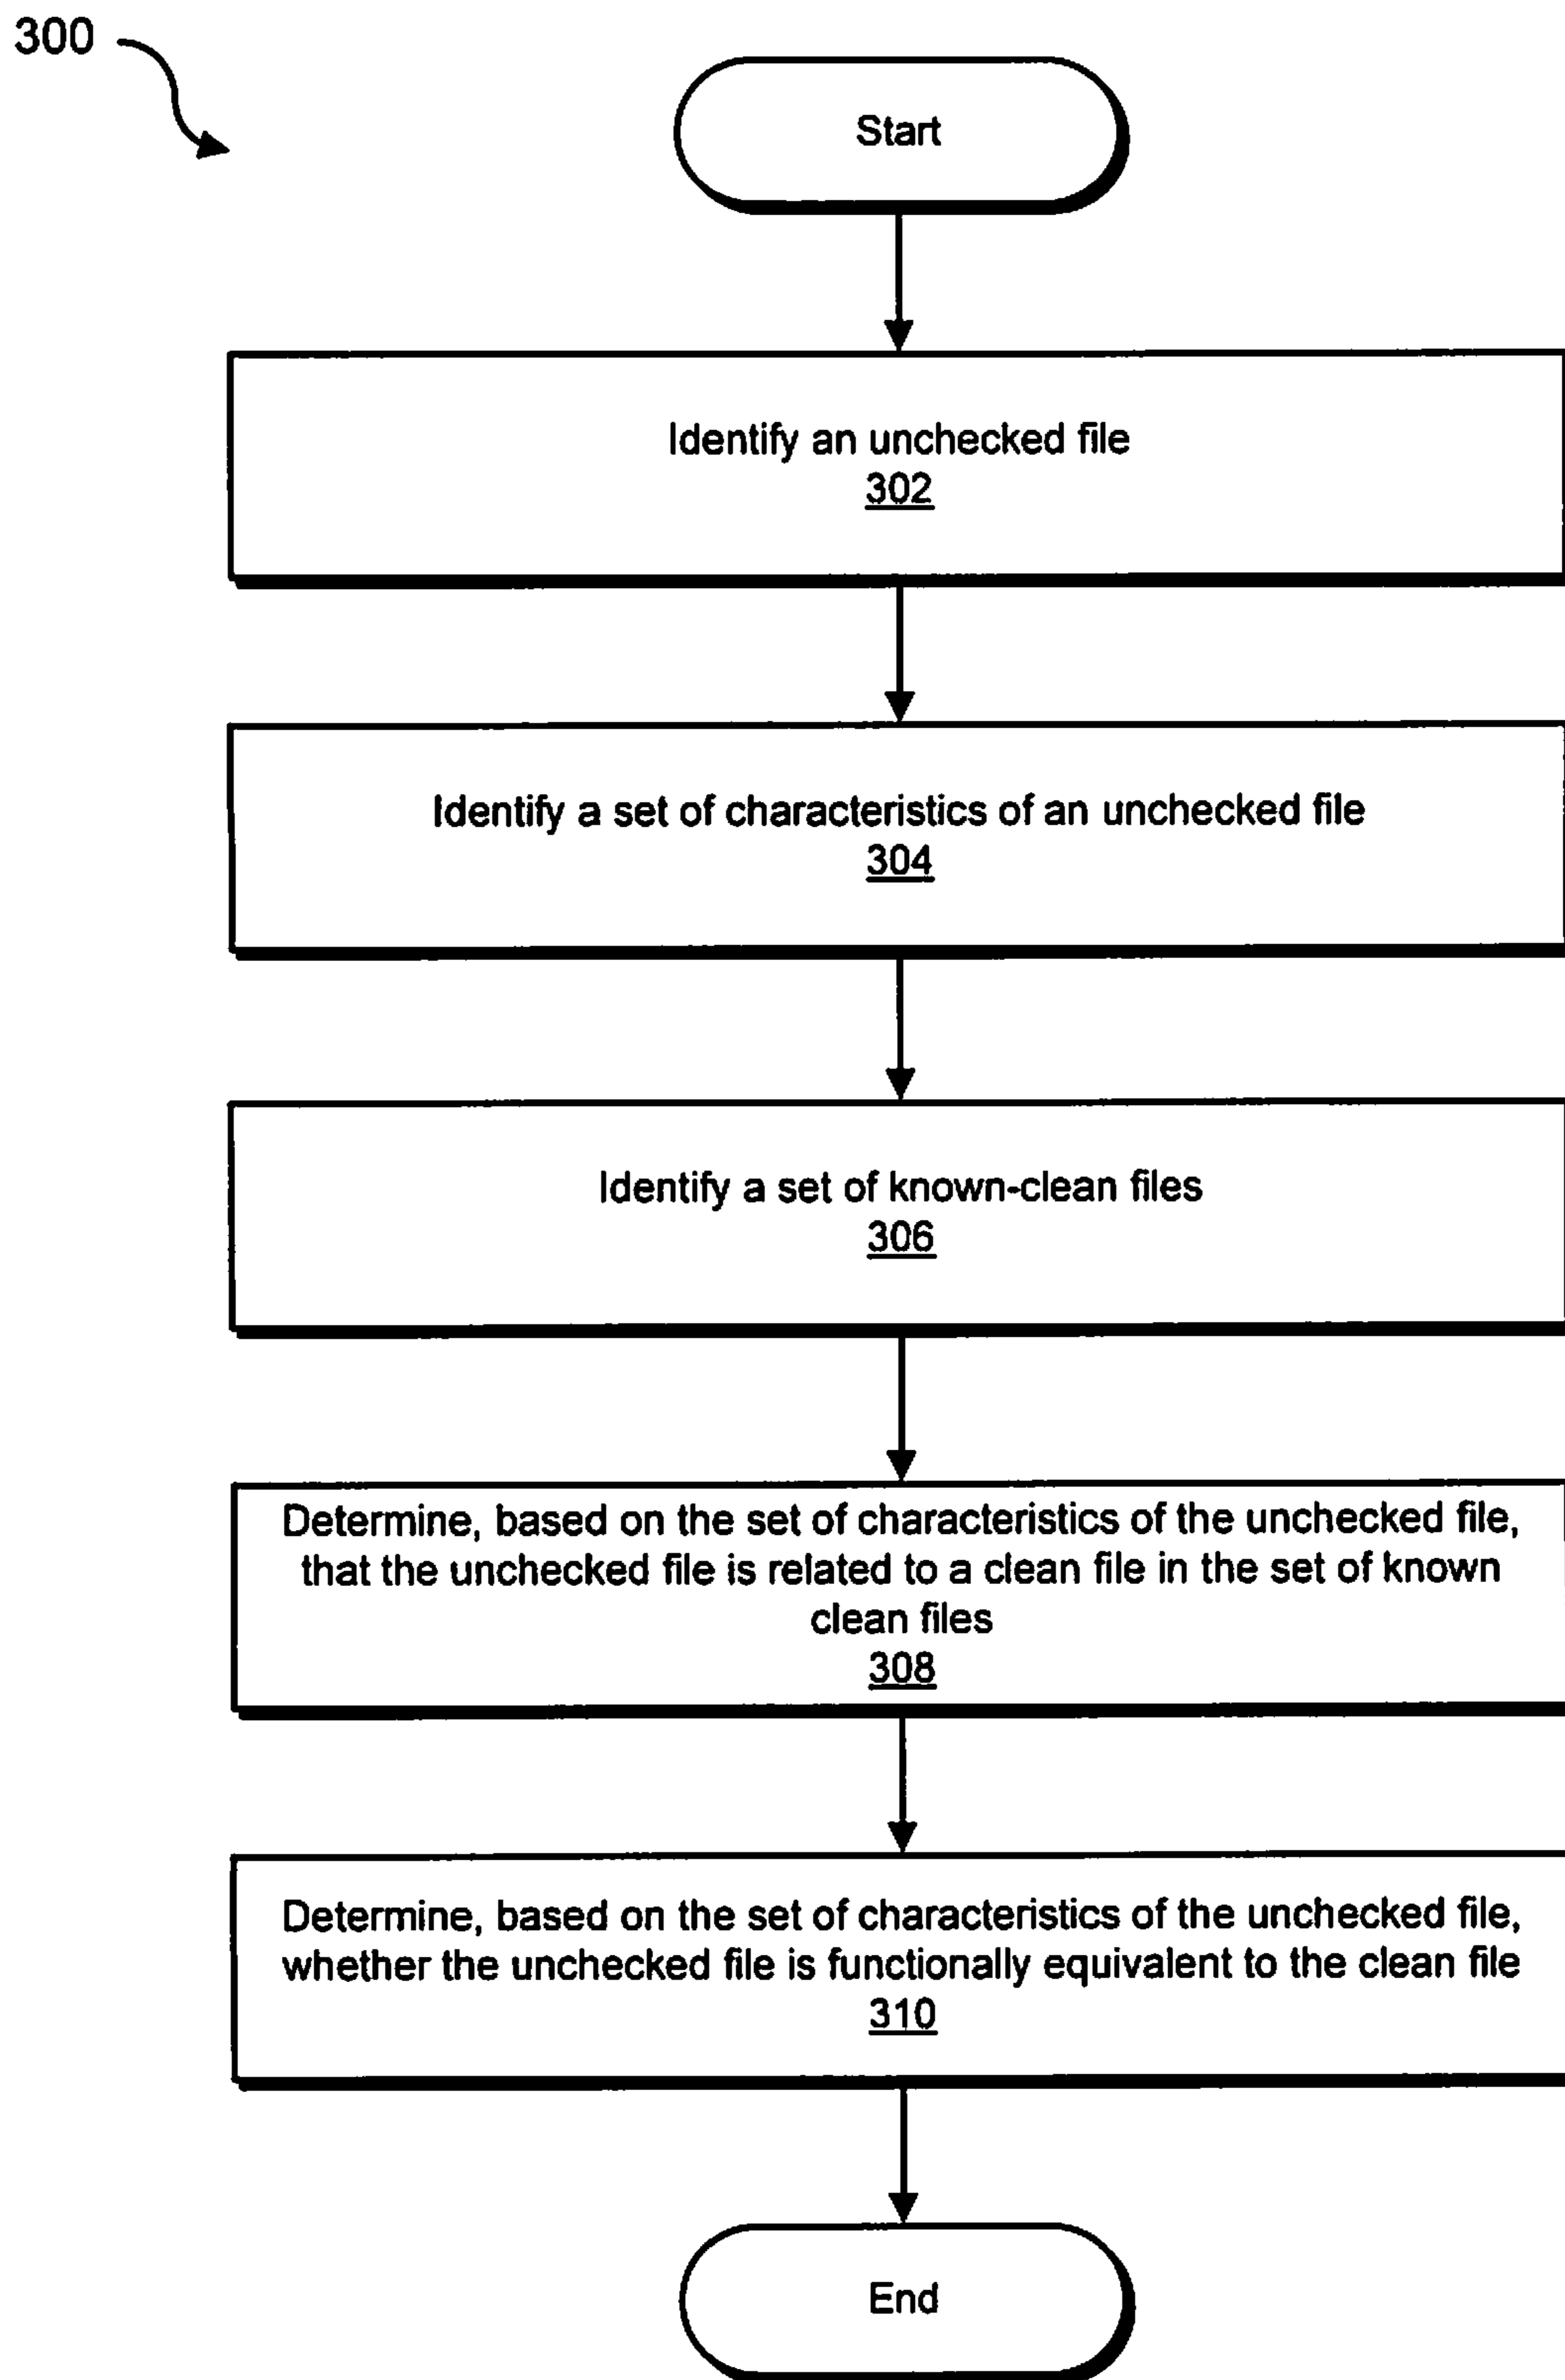 300
Start
Identify an unchecked file
302
Identify a set of characteristics of an unchecked file
304
Identify a set of known-clean files
306
Determine, based on the set of characteristics of the unchecked file,
that the unchecked file is related to a clean file in the set of known
clean files
308
Determine, based on the set of characteristics of the unchecked file,
whether the unchecked file is functionally equivalent to the clean file
310
End